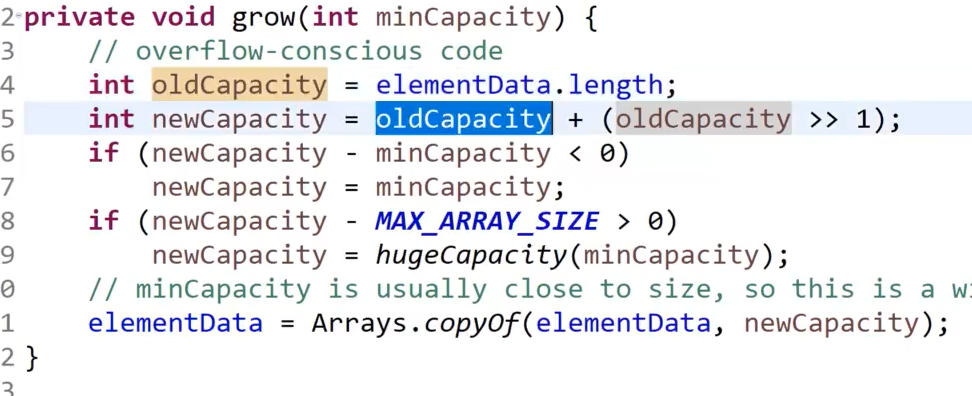 2 private void grow(int minCapacity) {
3 // overflow-conscious code
4 int oldCapacity = elementData.length;
5 int newCapacity = oldCapacity + (oldCapacity >> 1);
6 if (newCapacity - minCapacity < 0)
7 newCapacity = minCapacity;
8 if (newCapacity - MAX_ARRAY_SIZE > 0)
9 newCapacity = hugeCapacity(minCapacity);
0 // minCapacity is usually close to size, so this is a
1 elementData = Arrays.copyOf(elementData, newCapacity);
2 }
3